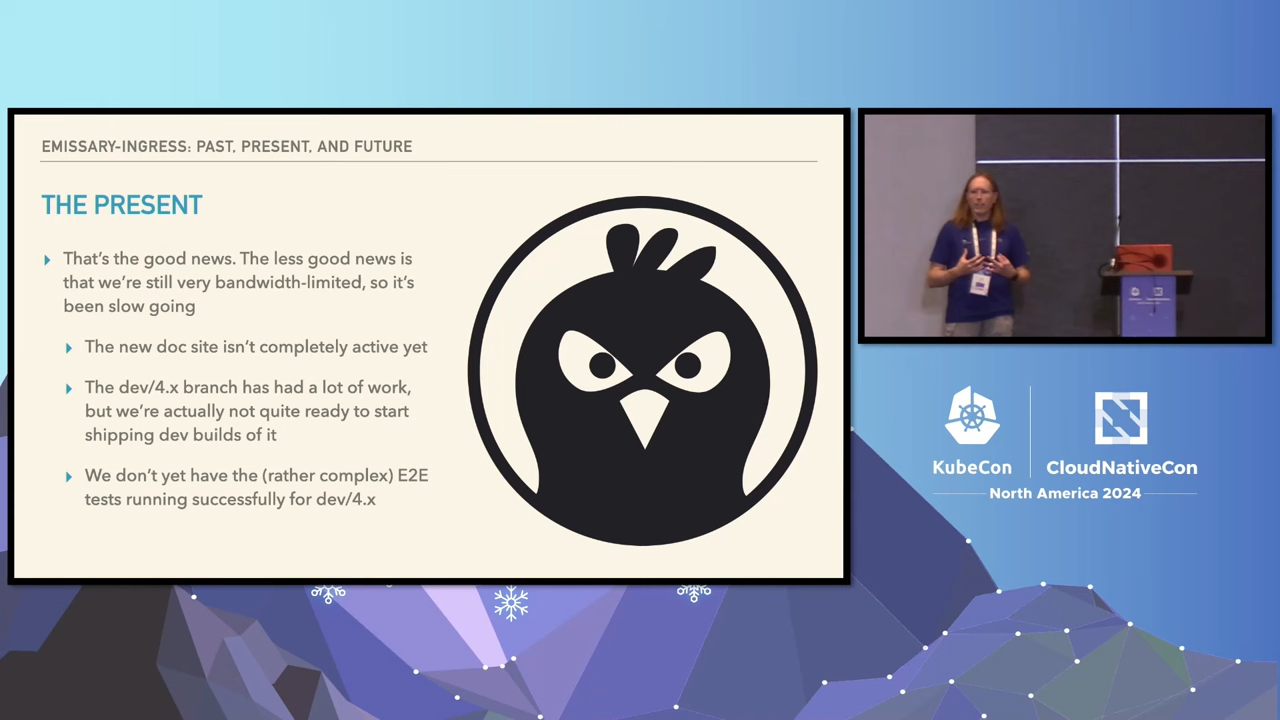 EMISSARY-INGRESS: PAST, PRESENT, AND FUTURE
THE PRESENT
That’s the good news. The less good news is
that we’re still very bandwidth-limited, so it’s
been slow going
The new doc site isn’t completely active yet
The dev/4.x branch has had a lot of work,
but we’re actually not quite ready to start
shipping dev builds of it
We don’t yet have the (rather complex) E2E
tests running successfully for dev/4.x
KubeCon
CloudNativeCon
North America 2024